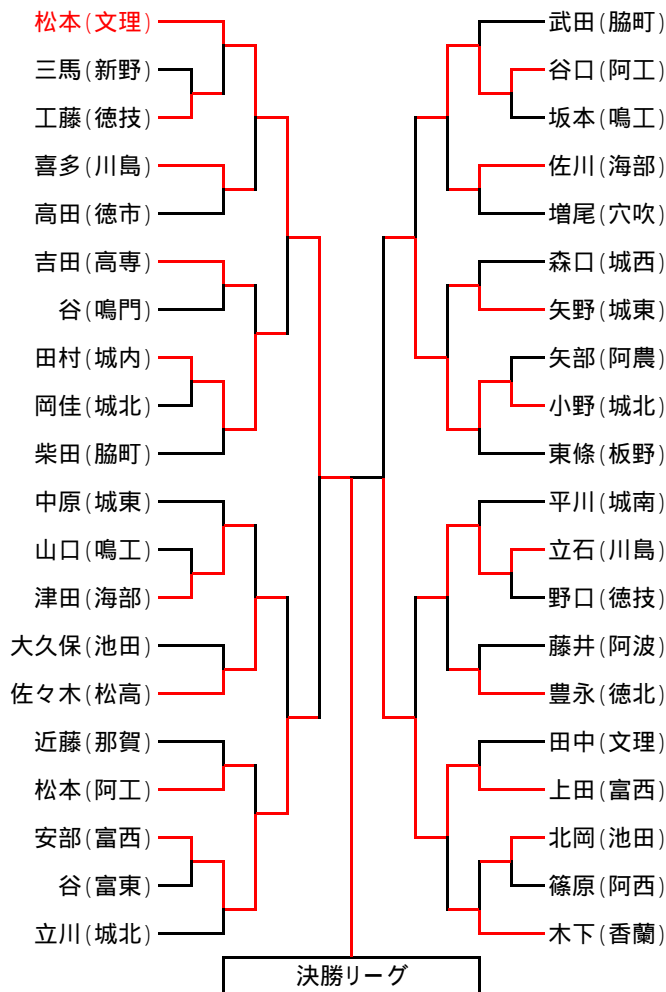 松本(文理)
三馬(新野)
工藤(徳技)
喜多(川島)
高田(徳市)
吉田(高専)
谷(鳴門)
田村(城内)
岡佳(城北)
柴田(脇町)
中原(城東)
山口(鳴工)
津田(海部)
大久保(池田)
佐々木(松高)
近藤(那賀)
松本(阿工)
安部(富西)
谷(富東)
立川(城北)
武田(脇町)
谷口(阿工)
坂本(鳴工)
佐川(海部)
増尾(穴吹)
森口(城西)
矢野(城東)
矢部(阿農)
小野(城北)
東條(板野)
平川(城南)
立石(川島)
野口(徳技)
藤井(阿波)
豊永(徳北)
田中(文理)
上田(富西)
北岡(池田)
篠原(阿西)
木下(香蘭)
決勝リーグ